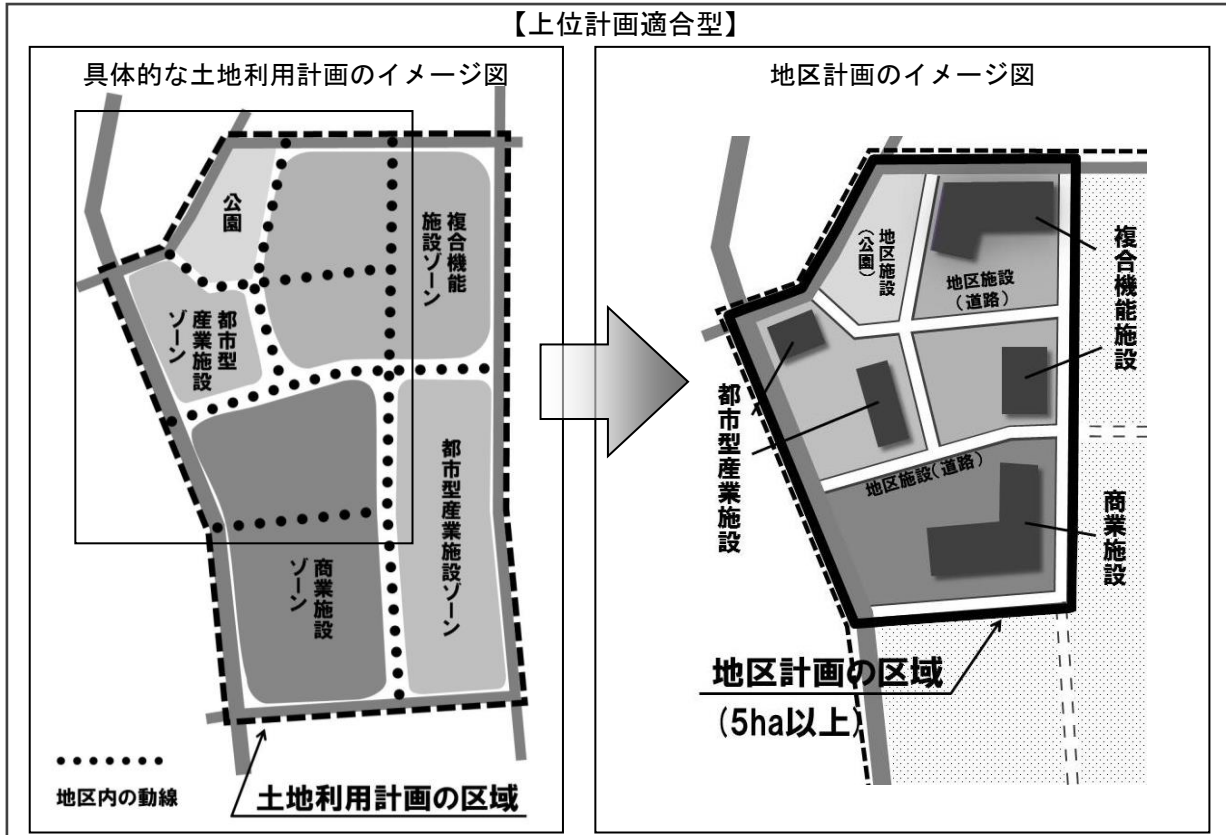 【上位計画適合型】
具体的な土地利用計画のイメージ図
公園
複合機能
施設ゾーン
都市型
産業施設
ゾーン
商業施設
ゾーン
都市型産業施設ゾーン
地区内の動線
土地利用計画の区域
地区計画のイメージ図
地区施設
(公園)
地区施設
(道路)
複合機能施設
都市型産業施設
地区施設(道路)
商業施設
地区計画の区域
(5ha以上)